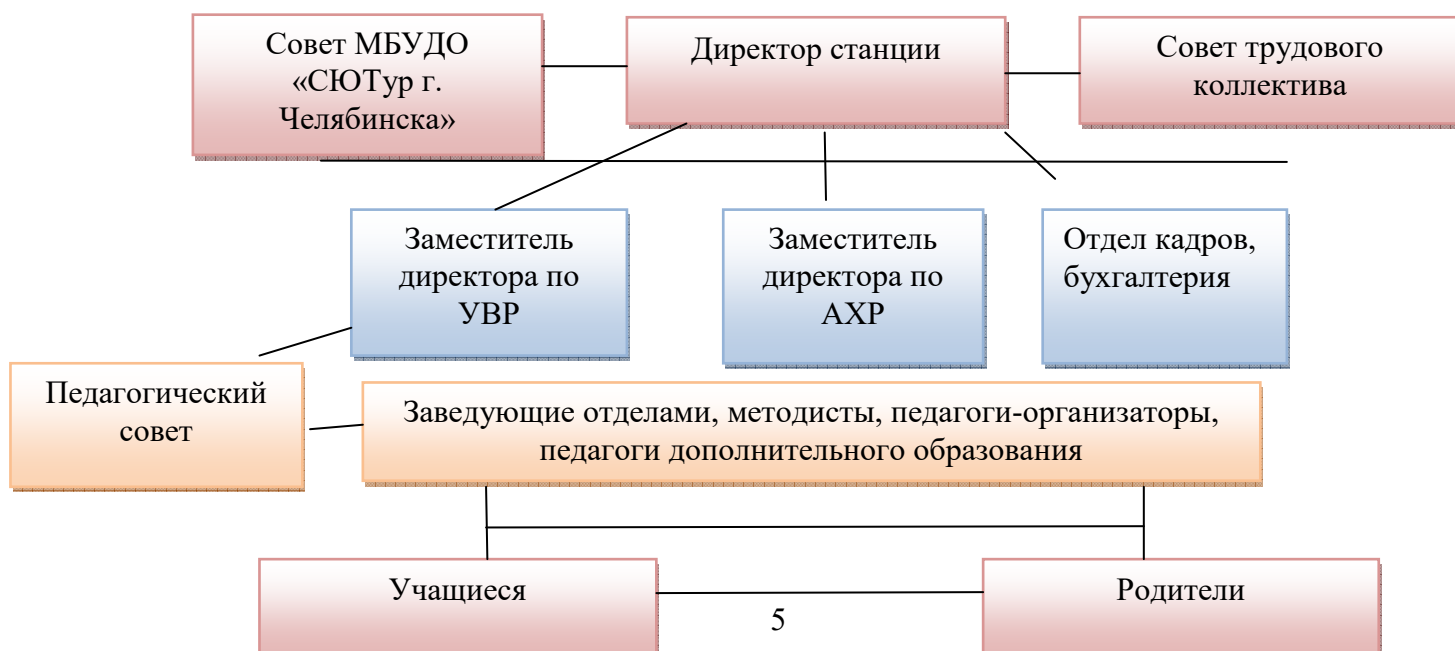 Совет МБУДО
«СЮТур г.
Челябинска»
Директор станции
Совет трудового
коллектива
Заместитель
директора по
УВР
Заместитель
директора по
АХР
Отдел кадров,
бухгалтерия
Педагогический
совет
Заведующие отделами, методисты, педагоги-организаторы,
педагоги дополнительного образования
Учащиеся
Родители
5